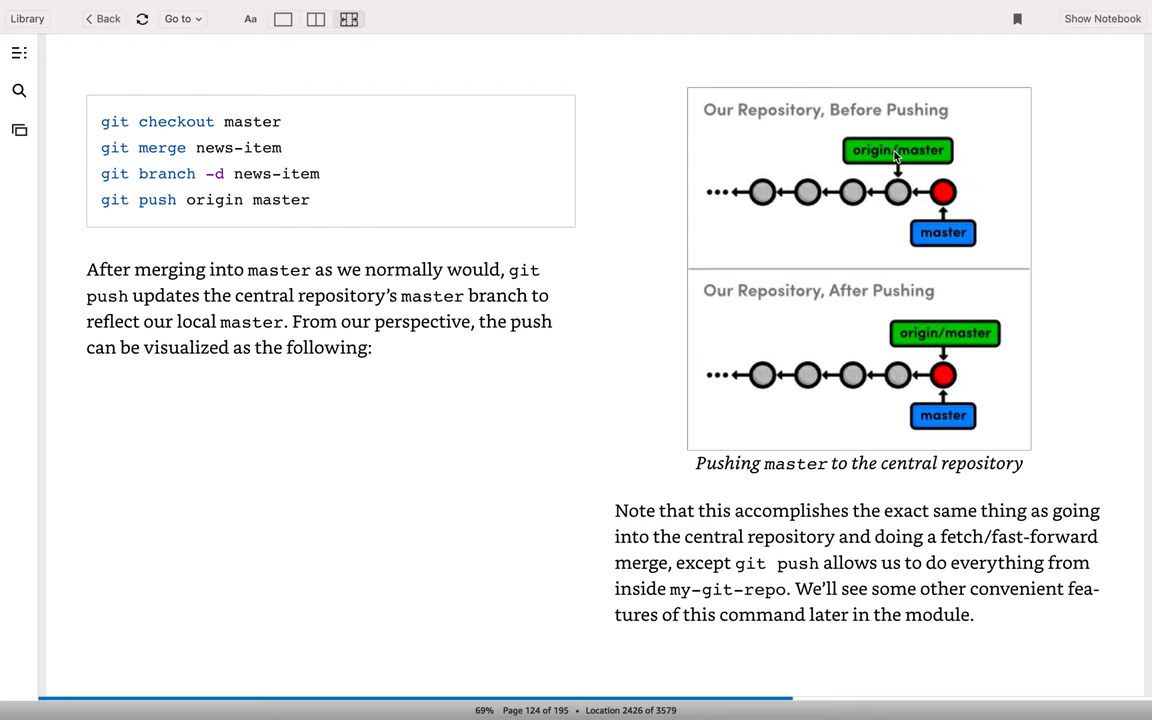 Library
Back
Go to
Aa
Show Notebook
git checkout master
git merge news-item
git branch -d news-item
git push origin master
After merging into master as we normally would, git
push updates the central repository's master branch to
reflect our local master. From our perspective, the push
can be visualized as the following:
Our Repository, Before Pushing
origin/master
master
Our Repository, After Pushing
origin/master
master
Pushing master to the central repository
Note that this accomplishes the exact same thing as going
into the central repository and doing a fetch/fast-forward
merge, except git push allows us to do everything from
inside my-git-repo. We'll see some other convenient fea-
tures of this command later in the module.
69% Page 124 of 195 • Location 2426 of 3579